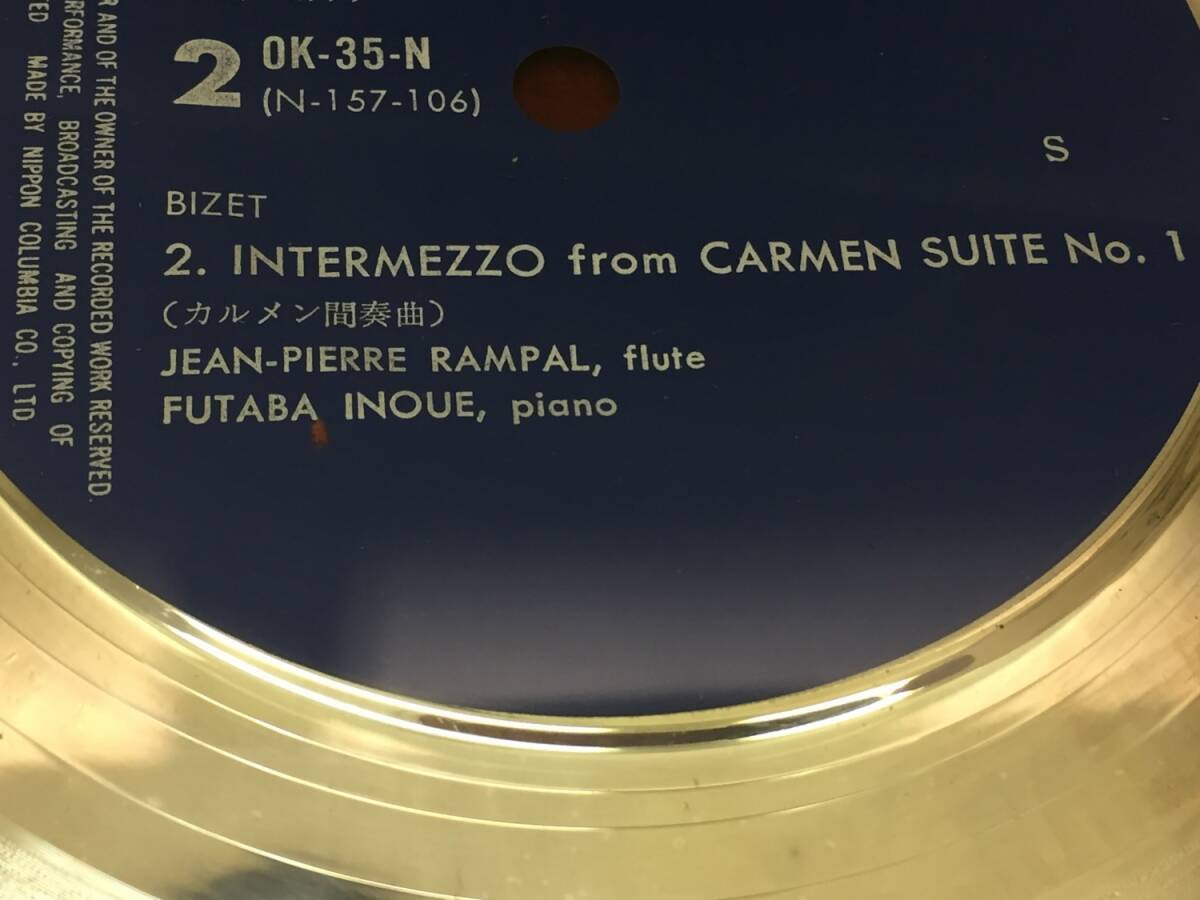 2 OK-35-N
(N-157-106)
S
BIZET
2. INTERMEZZO from CARMEN SUITE No. 1
(カルメン間奏曲)
JEAN-PIERRE RAMPAL, flute
FUTABA INOUE, piano
AND OF THE OWNER OF THE RECORDED WORK RESERVED.
BROADCASTING AND COPYING OF
MADE BY NIPPON COLUMBIA CO., LTD